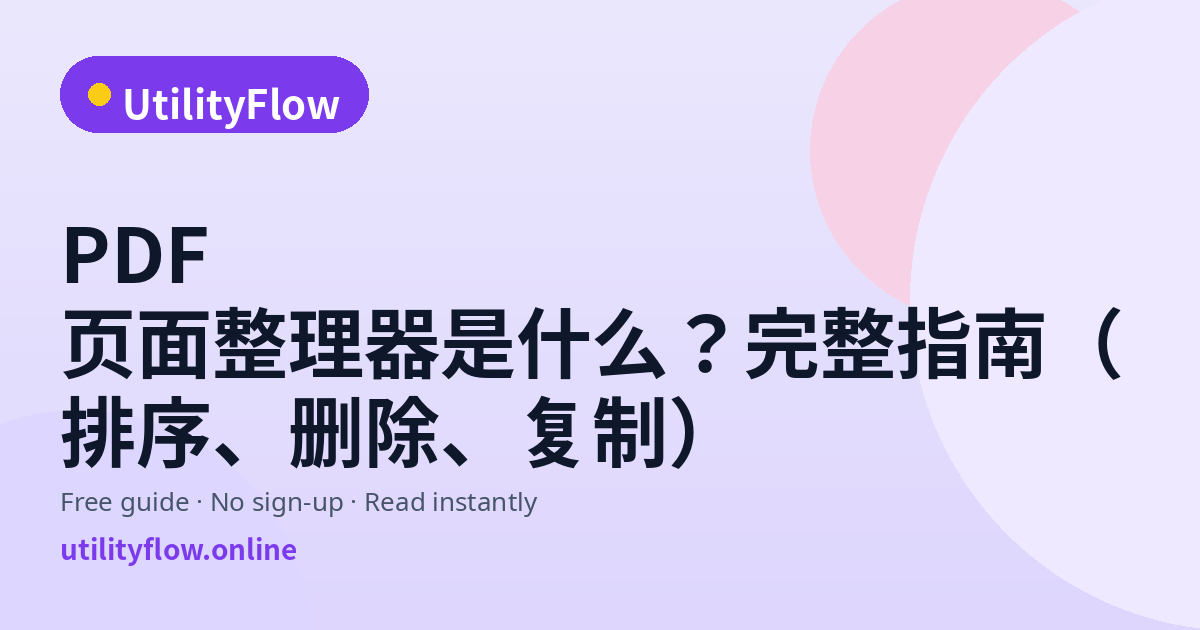 UtilityFlow
PDF
页面整理器是什么？完整指南（
排序、删除、复制）
Free guide · No sign-up · Read instantly
utilityflow.online